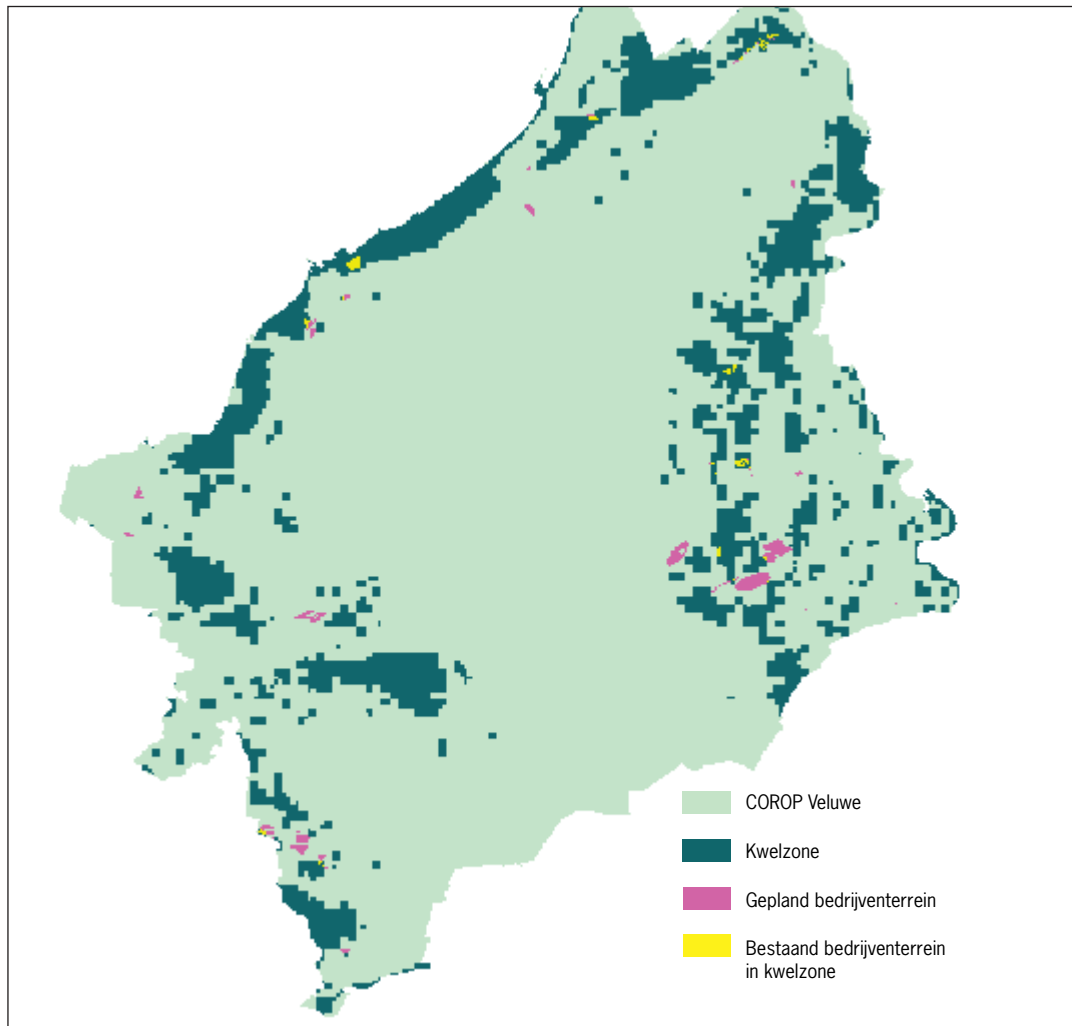 COROP Veluwe
Kwelzone
Gepland bedrijventerrein
Bestaand bedrijventerrein
in kwelzone